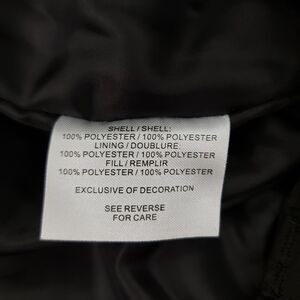 SHELL / SHELL:
100% POLYESTER / 100% POLYESTER
LINING / DOUBLURE:
100% POLYESTER / 100% POLYESTER
FILL / REMPLIR
100% POLYESTER / 100% POLYESTER
EXCLUSIVE OF DECORATION
SEE REVERSE
FOR CARE